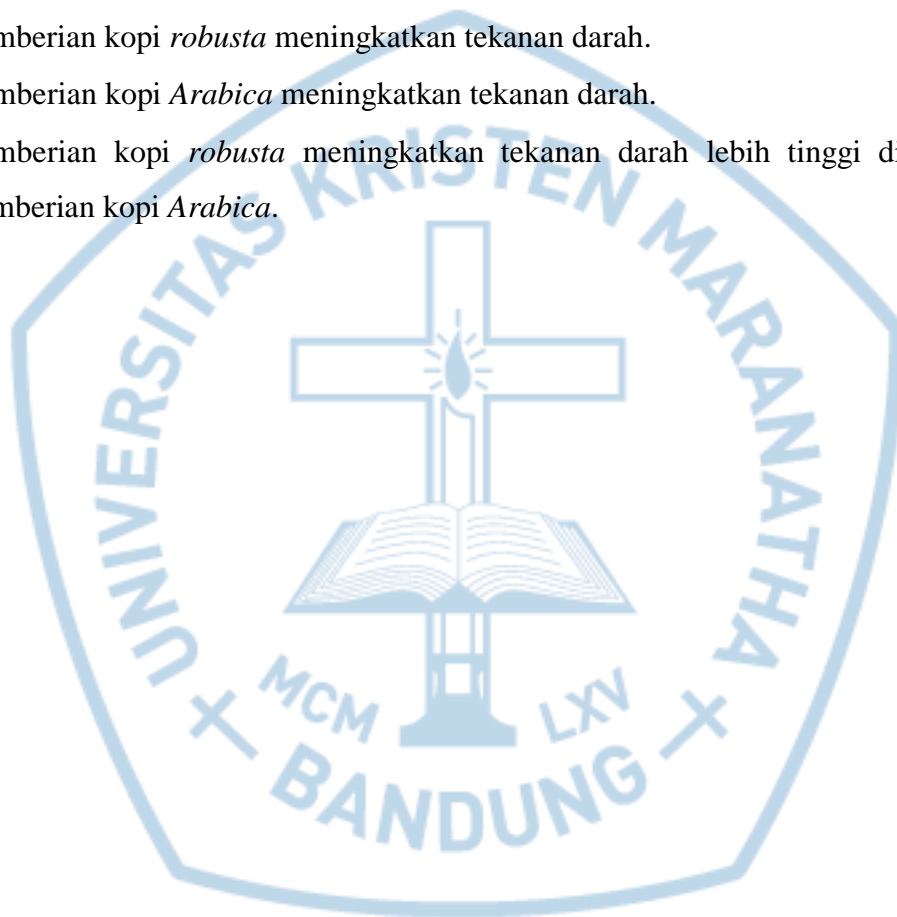 mberian kopi robusta meningkatkan tekanan darah.
mberian kopi Arabica meningkatkan tekanan darah.
mberian kopi robusta meningkatkan tekanan darah lebih tinggi di
mberian kopi Arabica.
UNIVERSITAS KRISTEN MARANATHA
MCM LXV
BANDUNG